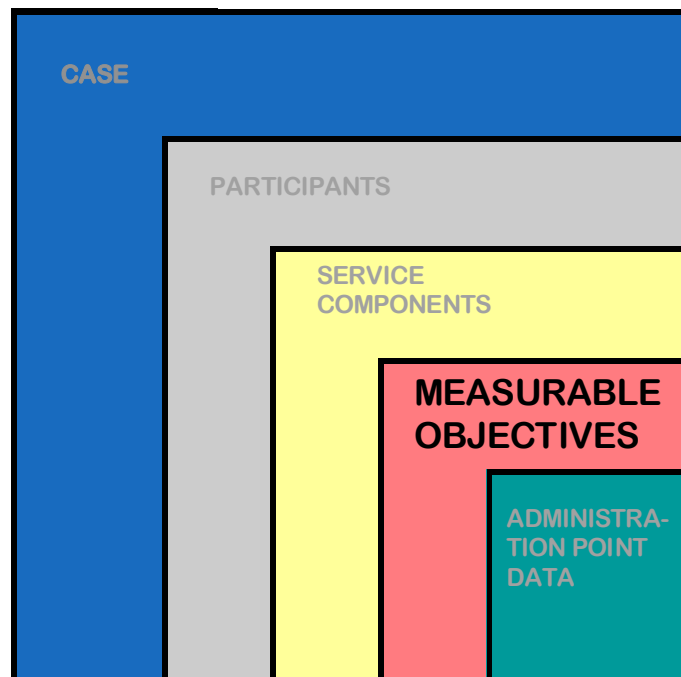 CASE
PARTICIPANTS
SERVICE
COMPONENTS
MEASURABLE
OBJECTIVES
ADMINISTRA-
TION POINT
DATA